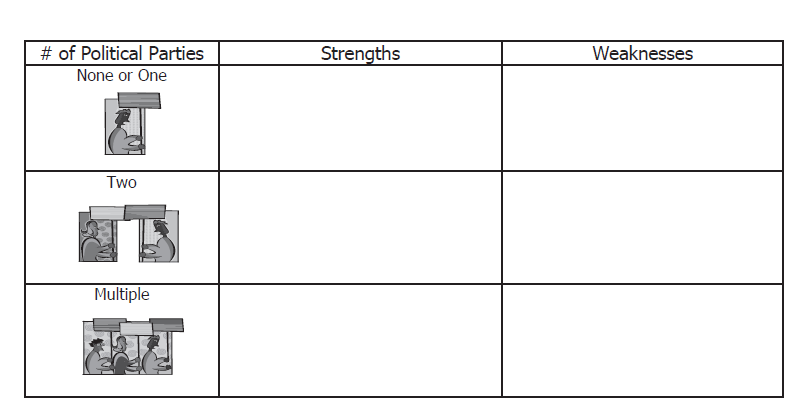 # of Political Parties
Strengths
Weaknesses
None or One
Two
Multiple